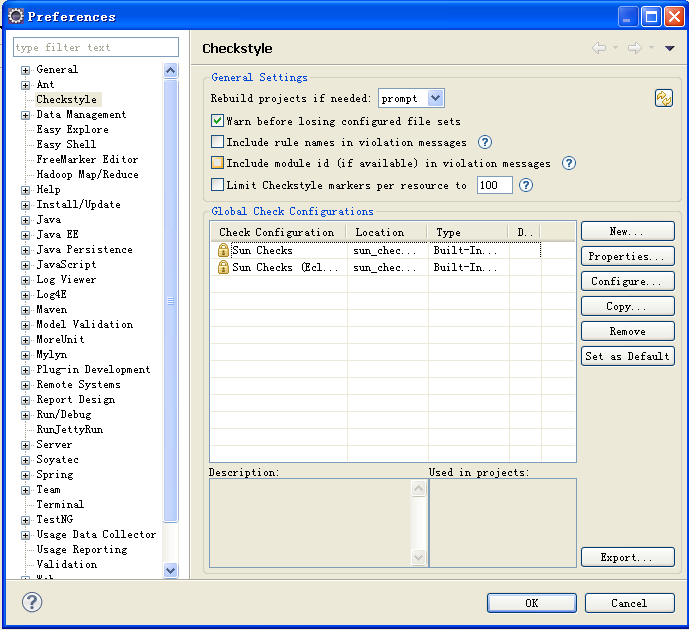 Preferences
type filter text
General
Ant
Checkstyle
Data Management
Easy Explore
Easy Shell
FreeMarker Editor
Hadoop Map/Reduce
Help
Install/Update
Java
Java EE
Java Persistence
JavaScript
Log Viewer
Log4E
Maven
Model Validation
MoreUnit
Mylyn
Plug-in Development
Remote Systems
Report Design
Run/Debug
RunJettyRun
Server
Soyatec
Spring
Team
Terminal
TestNG
Usage Data Collector
Usage Reporting
Validation
Checkstyle
General Settings
Rebuild projects if needed: prompt
Warn before losing configured file sets
Include rule names in violation messages ?
Include module id (if available) in violation messages ?
Limit Checkstyle markers per resource to 100 ?
Global Check Configurations
Check Configuration Location Type D..
Sun Checks sun_chec... Built-In...
Sun Checks (Ecl... sun_chec... Built-In...
New...
Properties...
Configure...
Copy...
Remove
Set as Default
Description: Used in projects:
Export...
? OK Cancel